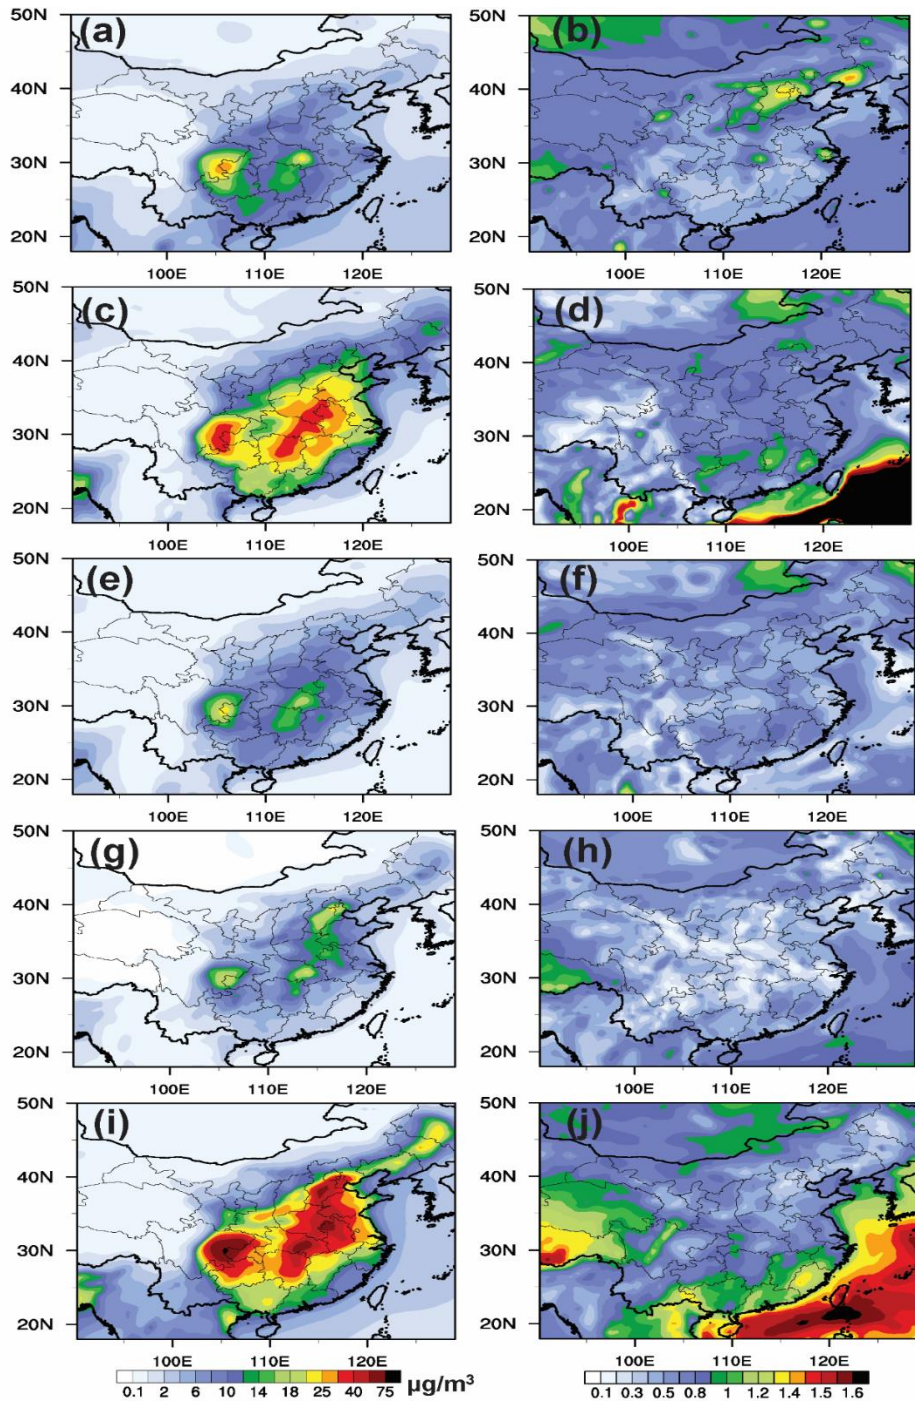 (a) (b)
50N 50N
40N 40N
30N 30N
20N 20N
100E 110E 120E 100E 110E 120E
(c) (d)
50N 50N
40N 40N
30N 30N
20N 20N
100E 110E 120E 100E 110E 120E
(e) (f)
50N 50N
40N 40N
30N 30N
20N 20N
100E 110E 120E 100E 110E 120E
(g) (h)
50N 50N
40N 40N
30N 30N
20N 20N
100E 110E 120E 100E 110E 120E
(i) (j)
50N 50N
40N 40N
30N 30N
20N 20N
100E 110E 120E 100E 110E 120E
0.1 2 6 10 14 18 25 40 75 µg/m³ 0.1 0.3 0.5 0.8 1 1.2 1.4 1.5 1.6